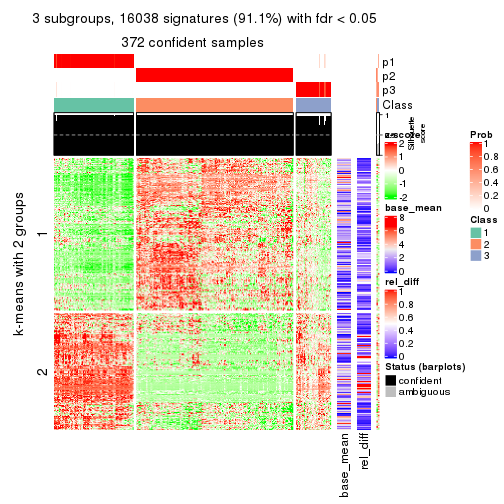 3 subgroups, 16038 signatures (91.1%) with fdr < 0.05
372 confident samples
p1
p2
p3
Class
1
Silhouette
score
k-means with 2 groups
1
2
base_mean
rel_diff
z-score
2
1
0
-1
-2
base_mean
8
6
4
2
0
rel_diff
1
0.8
0.6
0.4
0.2
0
Status (barplots)
confident
ambiguous
Prob
1
0.8
0.6
0.4
0.2
0
Class
1
2
3